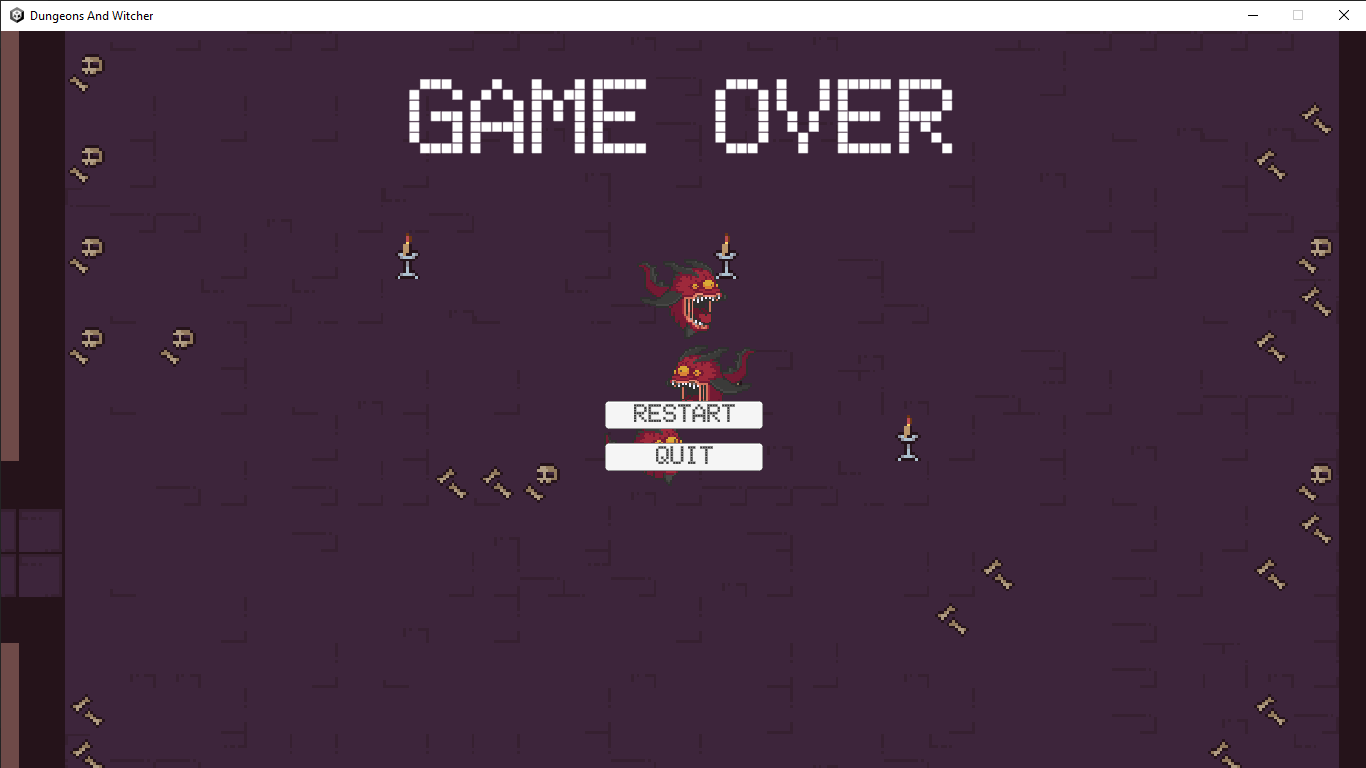 Dungeons And Witcher
GAME OVER
RESTART
QUIT